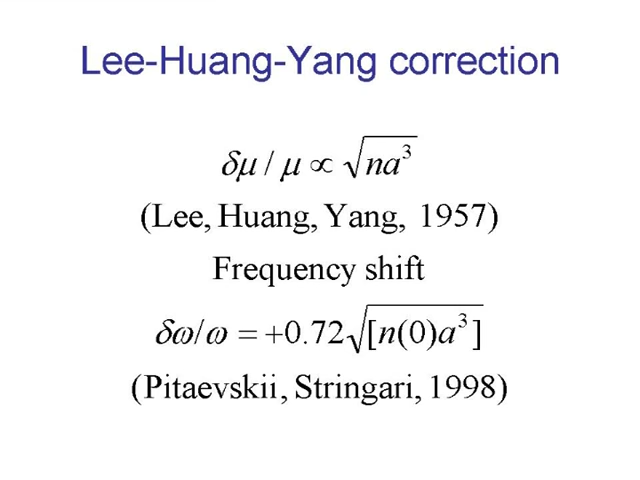 Lee-Huang-Yang correction
δμ / μ ∝ √na³
(Lee, Huang, Yang, 1957)
Frequency shift
δω/ω = +0.72√[n(0)a³]
(Pitaevskii, Stringari, 1998)